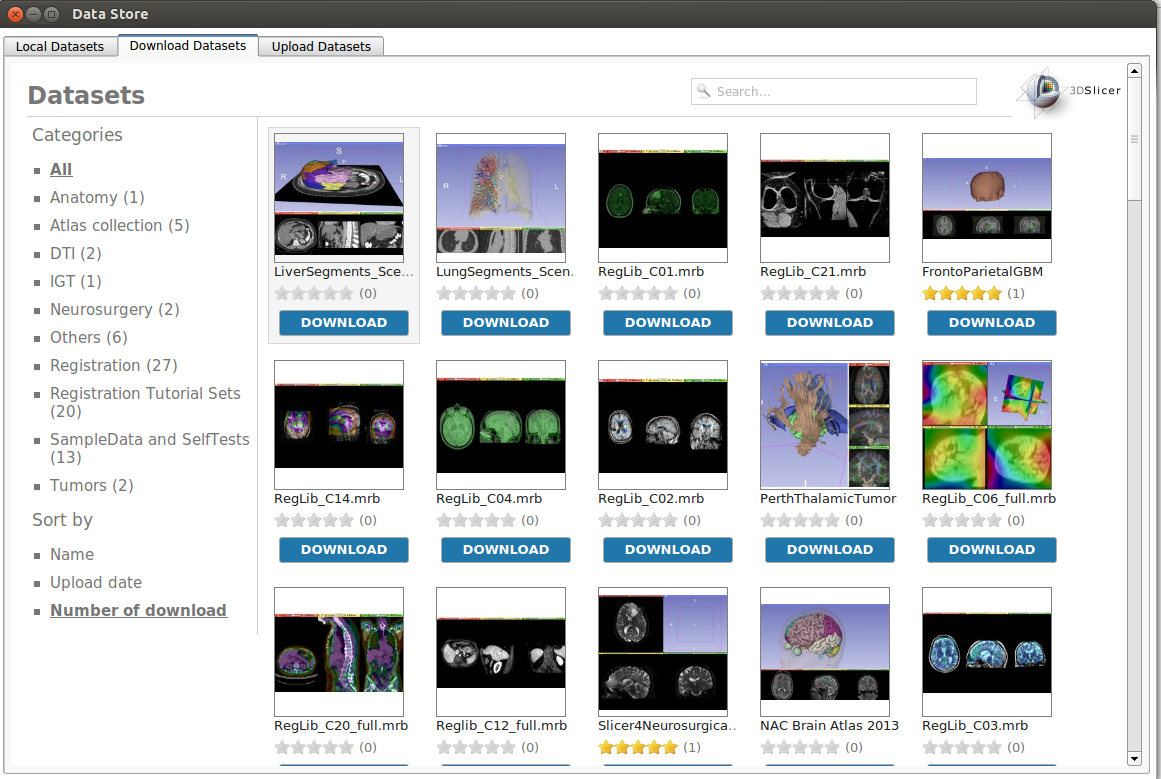 Data Store
Local Datasets
Download Datasets
Upload Datasets
Datasets
Search...
3DSlicer
Categories
All
Anatomy (1)
Atlas collection (5)
DTI (2)
IGT (1)
Neurosurgery (2)
Others (6)
Registration (27)
Registration Tutorial Sets
(20)
SampleData and SelfTests
(13)
Tumors (2)
Sort by
Name
Upload date
Number of download
S
P
R
L
LiverSegments_Sce...
(0)
DOWNLOAD
R
L
LungSegments_Scen.
(0)
DOWNLOAD
RegLib_C01.mrb
(0)
DOWNLOAD
RegLib_C21.mrb
(0)
DOWNLOAD
FrontoParietalGBM
(1)
DOWNLOAD
RegLib_C14.mrb
(0)
DOWNLOAD
RegLib_C04.mrb
(0)
DOWNLOAD
RegLib_C02.mrb
(0)
DOWNLOAD
PerthThalamicTumor
(0)
DOWNLOAD
S
L
RegLib_C06_full.mrb
(0)
DOWNLOAD
RegLib_C20_full.mrb
(0)
Reglib_C12_full.mrb
(0)
Slicer4Neurosurgica..
(1)
NAC Brain Atlas 2013
(0)
RegLib_C03.mrb
(0)